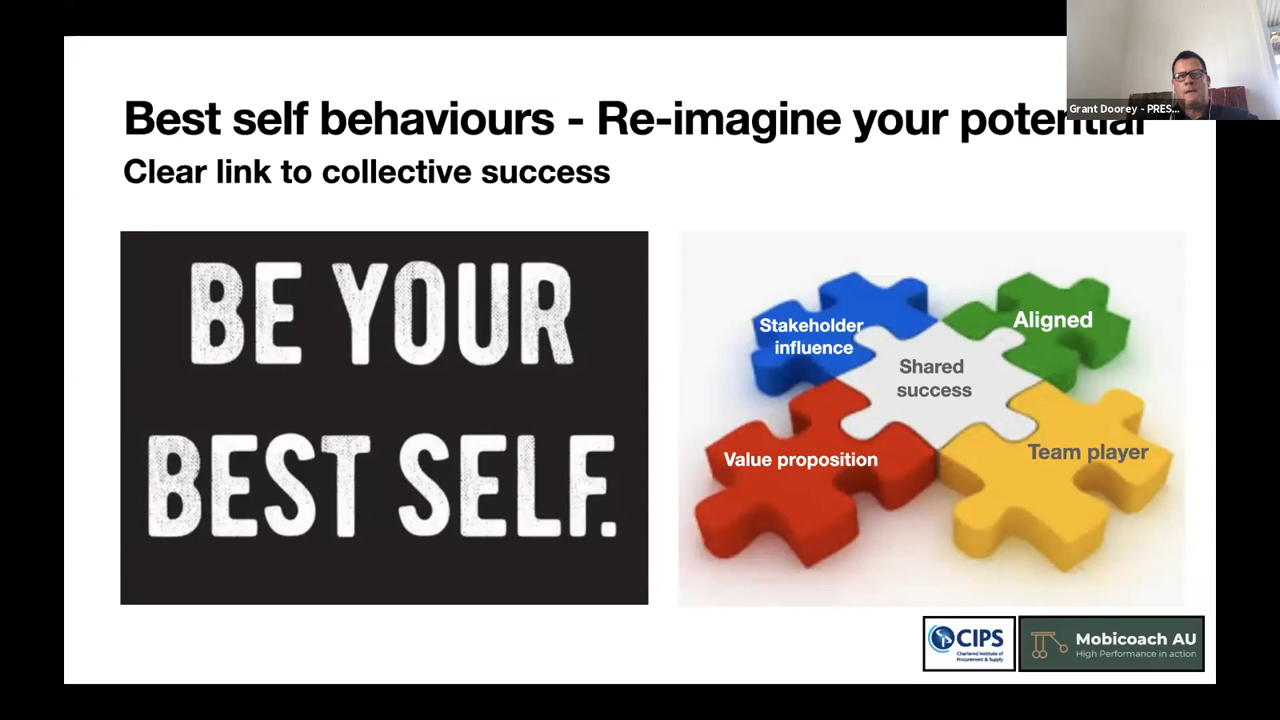 Best self behaviours - Re-imagine your potential
Clear link to collective success
Grant Doorey - PRES...
BE YOUR
BEST SELF.
Stakeholder
influence
Aligned
Shared
success
Value proposition
Team player
CIPS
Chartered Institute of
Procurement & Supply
Mobicoach AU
High Performance in action